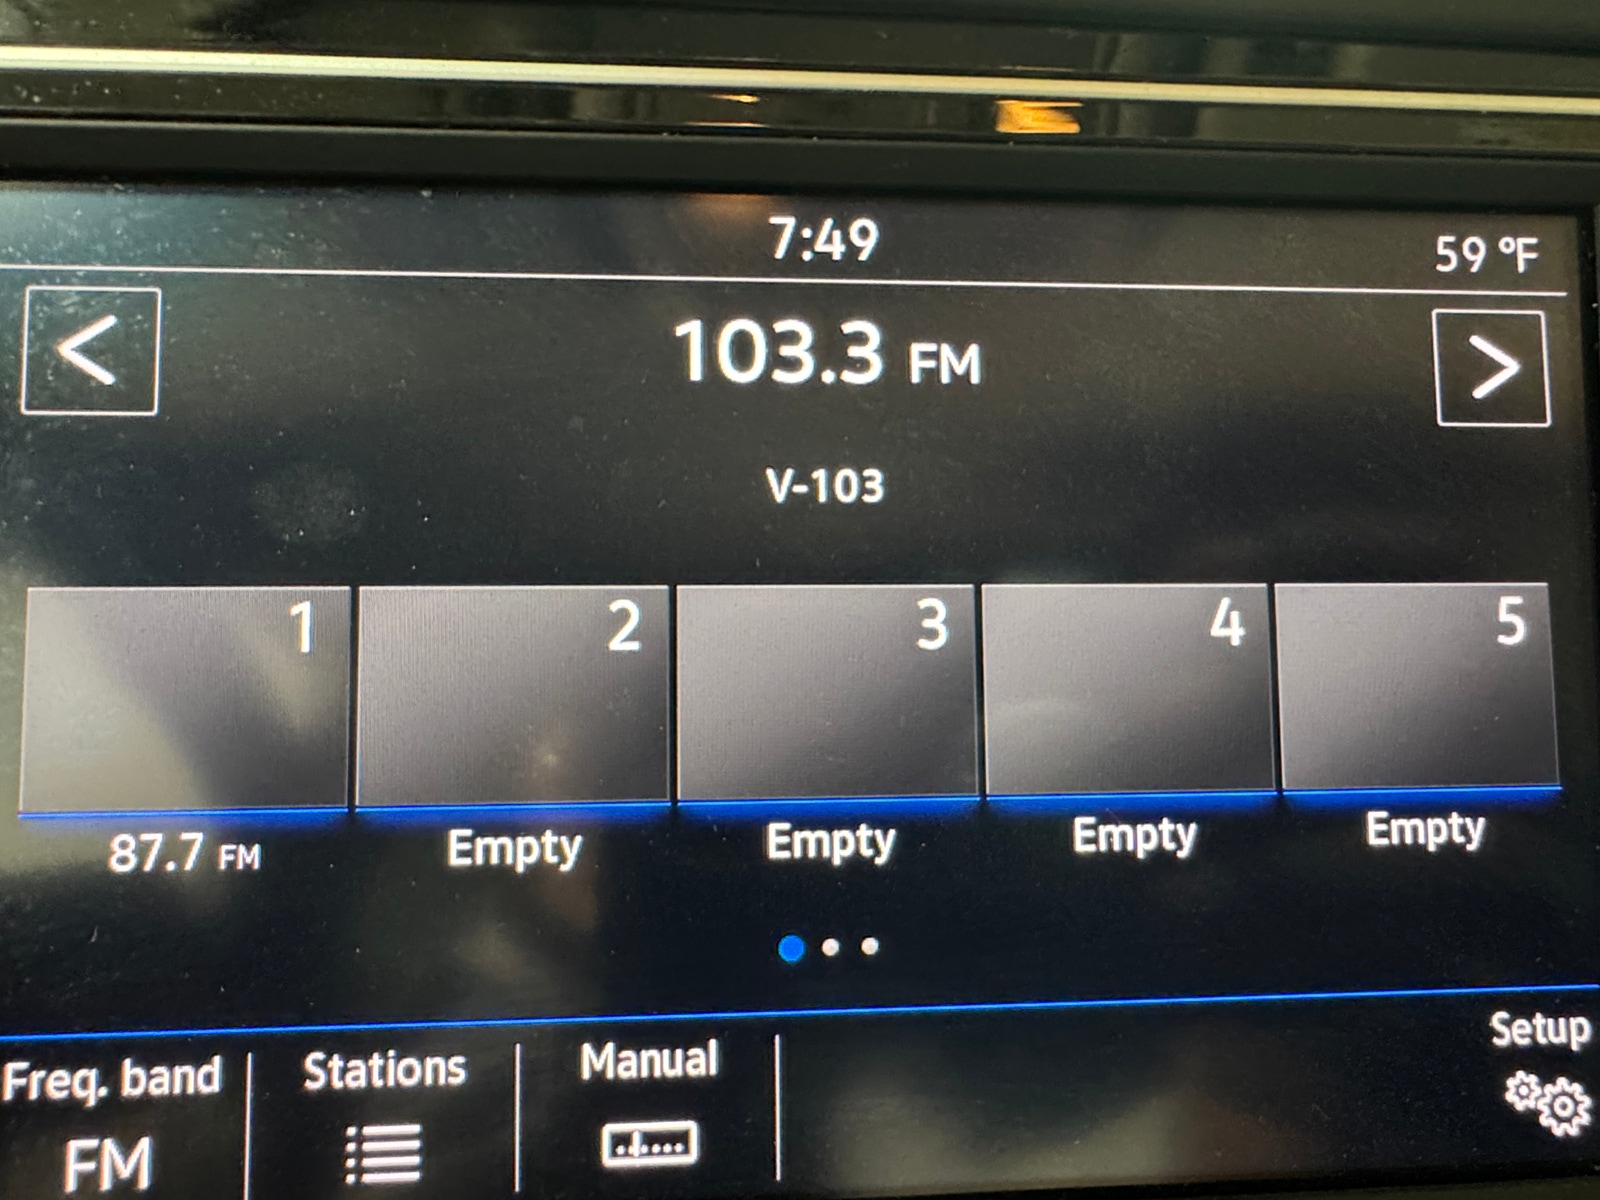 7:49
59 °F
<
103.3 FM
>
V-103
1
2
3
4
5
87.7 FM
Empty
Empty
Empty
Empty
Freq. band
Stations
Manual
Setup
FM